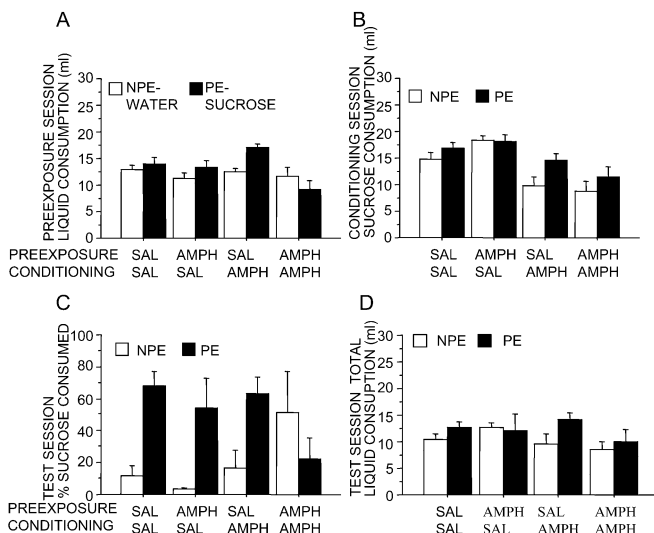 A
PREEXPOSURE SESSION
LIQUID CONSUMPTION (ml)
30
25
20
15
10
5
0
NPE-
WATER
PE-
SUCROSE
PREEXPOSURE SAL AMPH SAL AMPH
CONDITIONING SAL SAL AMPH AMPH
B
CONDITIONING SESSION
SUCROSE CONSUMPTION (ml)
30
25
20
15
10
5
0
NPE PE
SAL AMPH SAL AMPH
SAL SAL AMPH AMPH
C
TEST SESSION
% SUCROSE CONSUMED
100
80
60
40
20
0
NPE PE
PREEXPOSURE SAL AMPH SAL AMPH
CONDITIONING SAL SAL AMPH AMPH
D
TEST SESSION TOTAL
LIQUID CONSUPTION (ml)
30
25
20
15
10
5
0
NPE PE
SAL AMPH SAL AMPH
SAL SAL AMPH AMPH